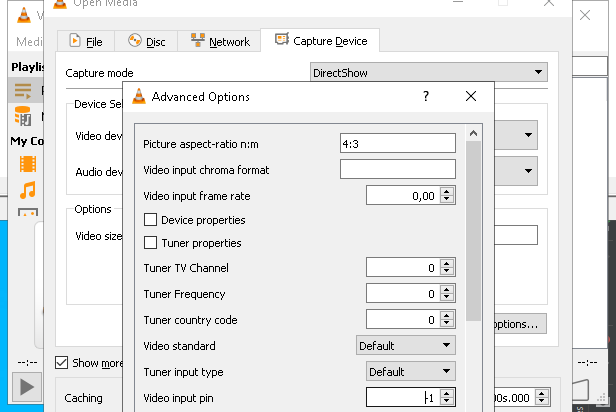 Open Media
V
Medi
File
Disc
Network
Capture Device
Playlis
Capture mode
DirectShow
P
Device Sel
Advanced Options
?
M
My Co
Video dev
Audio dev
Options
Video size
Picture aspect-ratio n:m
4:3
Video input chroma format
Video input frame rate
0,00
Device properties
Tuner properties
Tuner TV Channel
0
Tuner Frequency
0
Tuner country code
0
options...
Video standard
Default
--:--
Show more
--:--
Tuner input type
Default
Video input pin
-1
Caching
00s.000